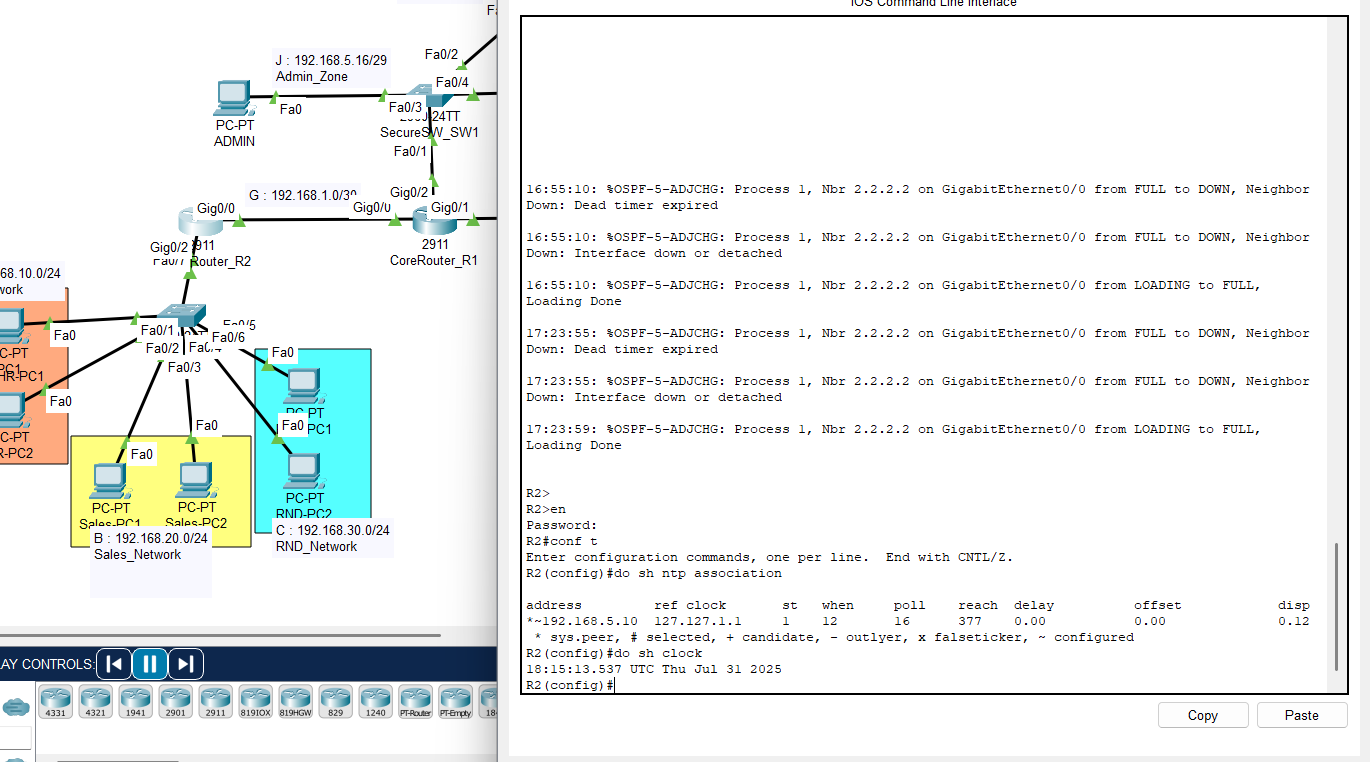 IOS Command Line Interface
Fa0/2
J : 192.168.5.16/29
Admin_Zone
Fa0/4
Fa0
Fa0/3
24TT
PC-PT
ADMIN
SecureSW_SW1
Fa0/1
G : 192.168.1.0/30
Gig0/2
Gig0/0
Gig0/0
Gig0/1
Gig0/2
911
Router_R2
2911
CoreRouter_R1
68.10.0/24
work
Fa0/1
Fa0/5
Fa0/6
Fa0
Fa0/2
Fa0/4
Fa0/3
Fa0
C-PT
PC1
HR-PC1
Fa0
C-PT
R-PC2
Fa0
Fa0
Fa0
PC-PT
PC1
PC-PT
Sales-PC1
PC-PT
Sales-PC2
PC-PT
RND-PC2
B : 192.168.20.0/24
Sales_Network
C : 192.168.30.0/24
RND_Network
AY CONTROLS:
4331
4321
1941
2901
2911
819IOX
819HGW
829
1240
PT-Router
PT-Empty
18
16:55:10: %OSPF-5-ADJCHG: Process 1, Nbr 2.2.2.2 on GigabitEthernet0/0 from FULL to DOWN, Neighbor
Down: Dead timer expired
16:55:10: %OSPF-5-ADJCHG: Process 1, Nbr 2.2.2.2 on GigabitEthernet0/0 from FULL to DOWN, Neighbor
Down: Interface down or detached
16:55:10: %OSPF-5-ADJCHG: Process 1, Nbr 2.2.2.2 on GigabitEthernet0/0 from LOADING to FULL,
Loading Done
17:23:55: %OSPF-5-ADJCHG: Process 1, Nbr 2.2.2.2 on GigabitEthernet0/0 from FULL to DOWN, Neighbor
Down: Dead timer expired
17:23:55: %OSPF-5-ADJCHG: Process 1, Nbr 2.2.2.2 on GigabitEthernet0/0 from FULL to DOWN, Neighbor
Down: Interface down or detached
17:23:59: %OSPF-5-ADJCHG: Process 1, Nbr 2.2.2.2 on GigabitEthernet0/0 from LOADING to FULL,
Loading Done
R2>
R2>en
Password:
R2#conf t
Enter configuration commands, one per line.  End with CNTL/Z.
R2(config)#do sh ntp association
address ref clock st when poll reach delay offset disp
*~192.168.5.10 127.127.1.1 1 12 16 377 0.00 0.00 0.12
* sys.peer, # selected, + candidate, - outlyer, x falseticker, ~ configured
R2(config)#do sh clock
18:15:13.537 UTC Thu Jul 31 2025
R2(config)#
Copy
Paste